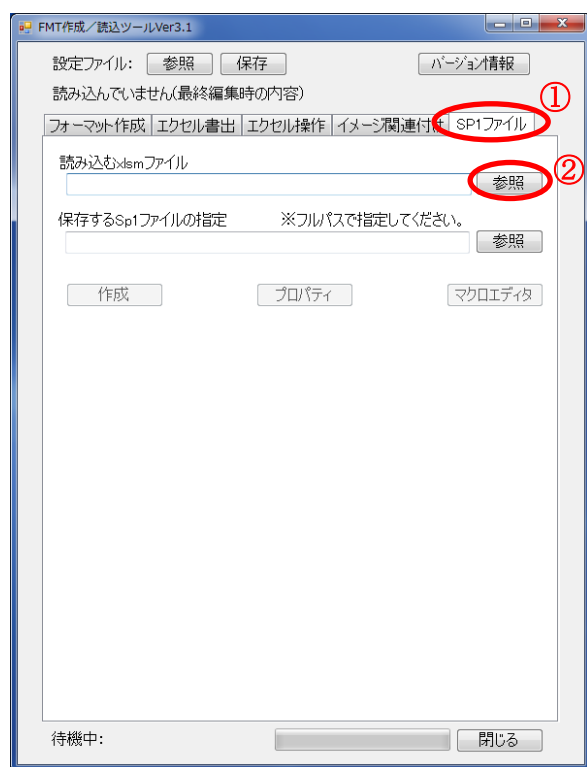 FMT作成／読込ツールVer3.1
設定ファイル: 参照 保存 バージョン情報
読み込んでいません(最終編集時の内容)
①
フォーマット作成 エクセル書出 エクセル操作 イメージ関連付け SP1ファイル
読み込むxlsmファイル
②
参照
保存するSp1ファイルの指定 ※フルパスで指定してください。
参照
作成 プロパティ マクロエディタ
待機中: 閉じる